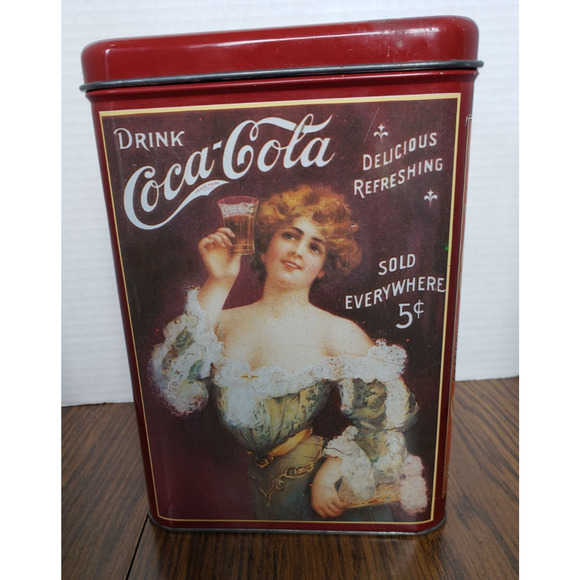 DRINK
Coca-Cola
DELICIOUS
REFRESHING
SOLD
EVERYWHERE
5¢